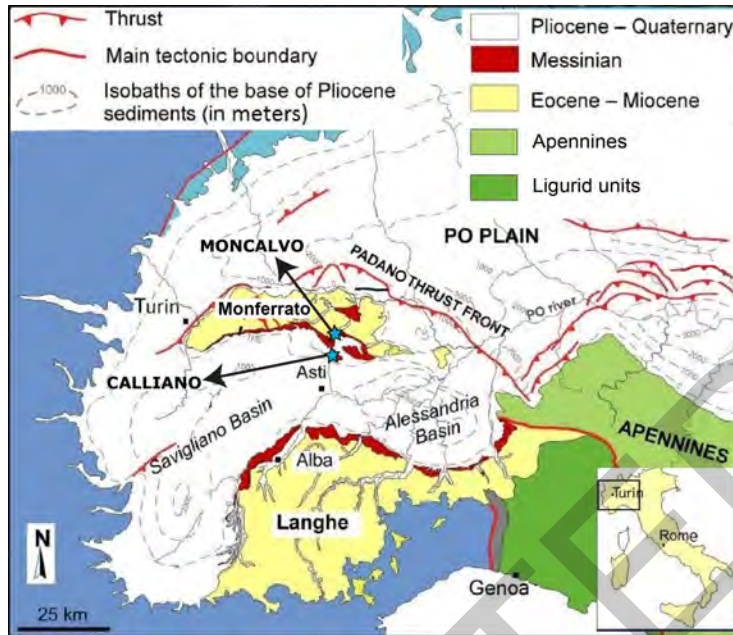 Thrust
Main tectonic boundary
1000
Isobaths of the base of Pliocene
sediments (in meters)
Pliocene – Quaternary
Messinian
Eocene – Miocene
Apennines
Ligurid units
MONCALVO
PO PLAIN
PADANO THRUST FRONT
PO river
Turin
Monferrato
CALLIANO
Asti
Savigliano Basin
Alessandria
Basin
APENNINES
Alba
Langhe
N
25 km
Genoa
Turin
Rome